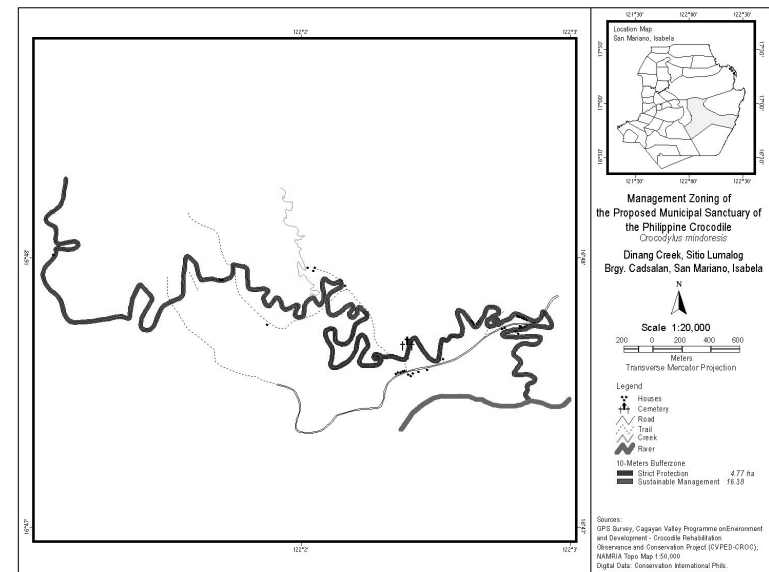 122°2'
122°3'
16°48'
16°48'
16°47'
16°47'
122°2'
122°3'
121°30' 122°00' 122°30'
Location Map
San Mariano, Isabela
17°00'
17°00'
121°30' 122°00' 122°30'
Management Zoning of
the Proposed Municipal Sanctuary of
the Philippine Crocodile
Crocodylus mindoresis
Dinang Creek, Sitio Lumalog
Brgy. Cadsalan, San Mariano, Isabela
N
Scale 1:20,000
200 0 200 400 600
Meters
Transverse Mercator Projection
Legend
Houses
Cemetery
Road
Trail
Creek
River
10-Meters Bufferzone
Strict Protection 4.77 ha
Sustainable Management 16.38
Sources:
GPS Survey, Cagayan Valley Programme on Environment
and Development - Crocodile Rehabilitation
Observance and Conservation Project (CVPED-CROC);
NAMRIA Topo Map 1:50,000
Digital Data: Conservation International Phils.